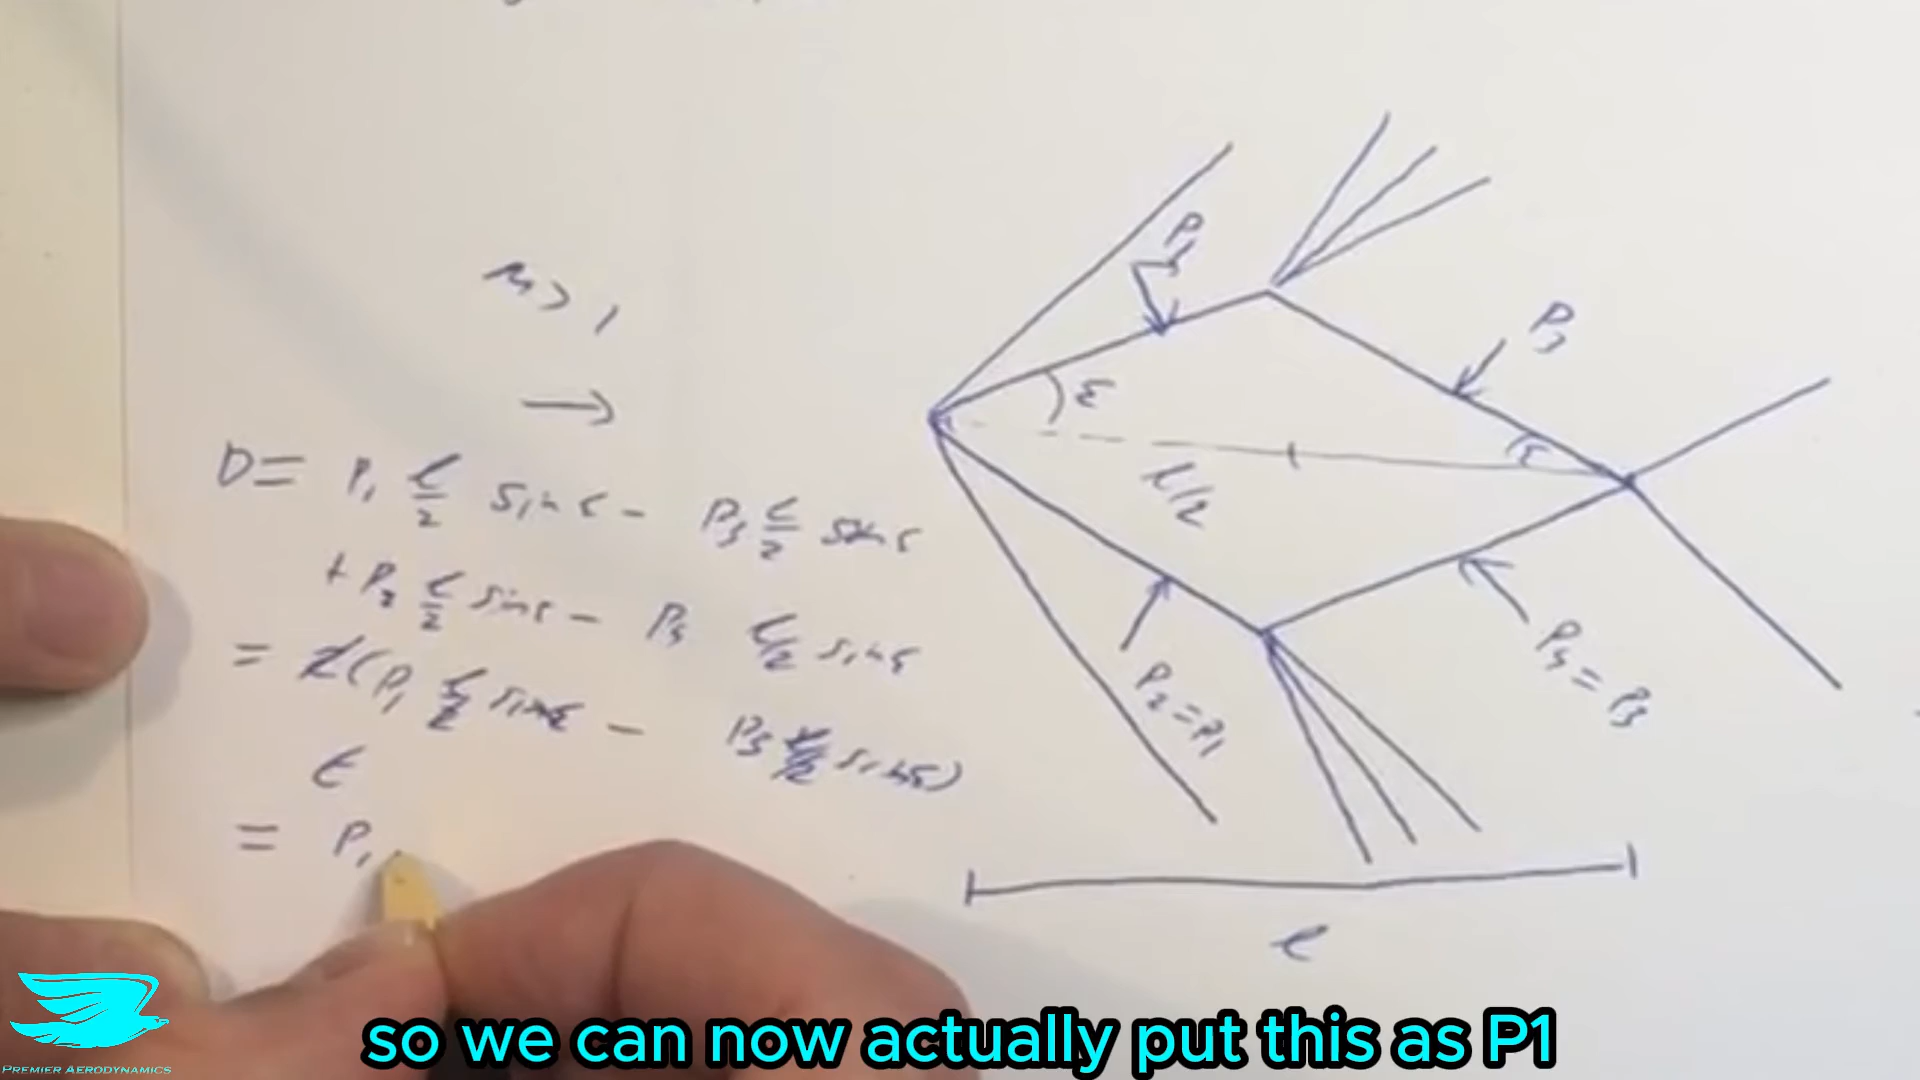 M > 1
→
D = P₁ ℓ/2 sin ε - P₃ ℓ/2 sin ε
+ P₂ ℓ/2 sin ε - P₃ ℓ/2 sin ε
= 2(P₁ ℓ/2 sin ε - P₃ ℓ/2 sin ε)
t
= P₁
P₁
P₃
ε
ε
ℓ/2
P₂ = P₁
P₄ = P₃
ℓ
so we can now actually put this as P1
PREMIER AERODYNAMICS